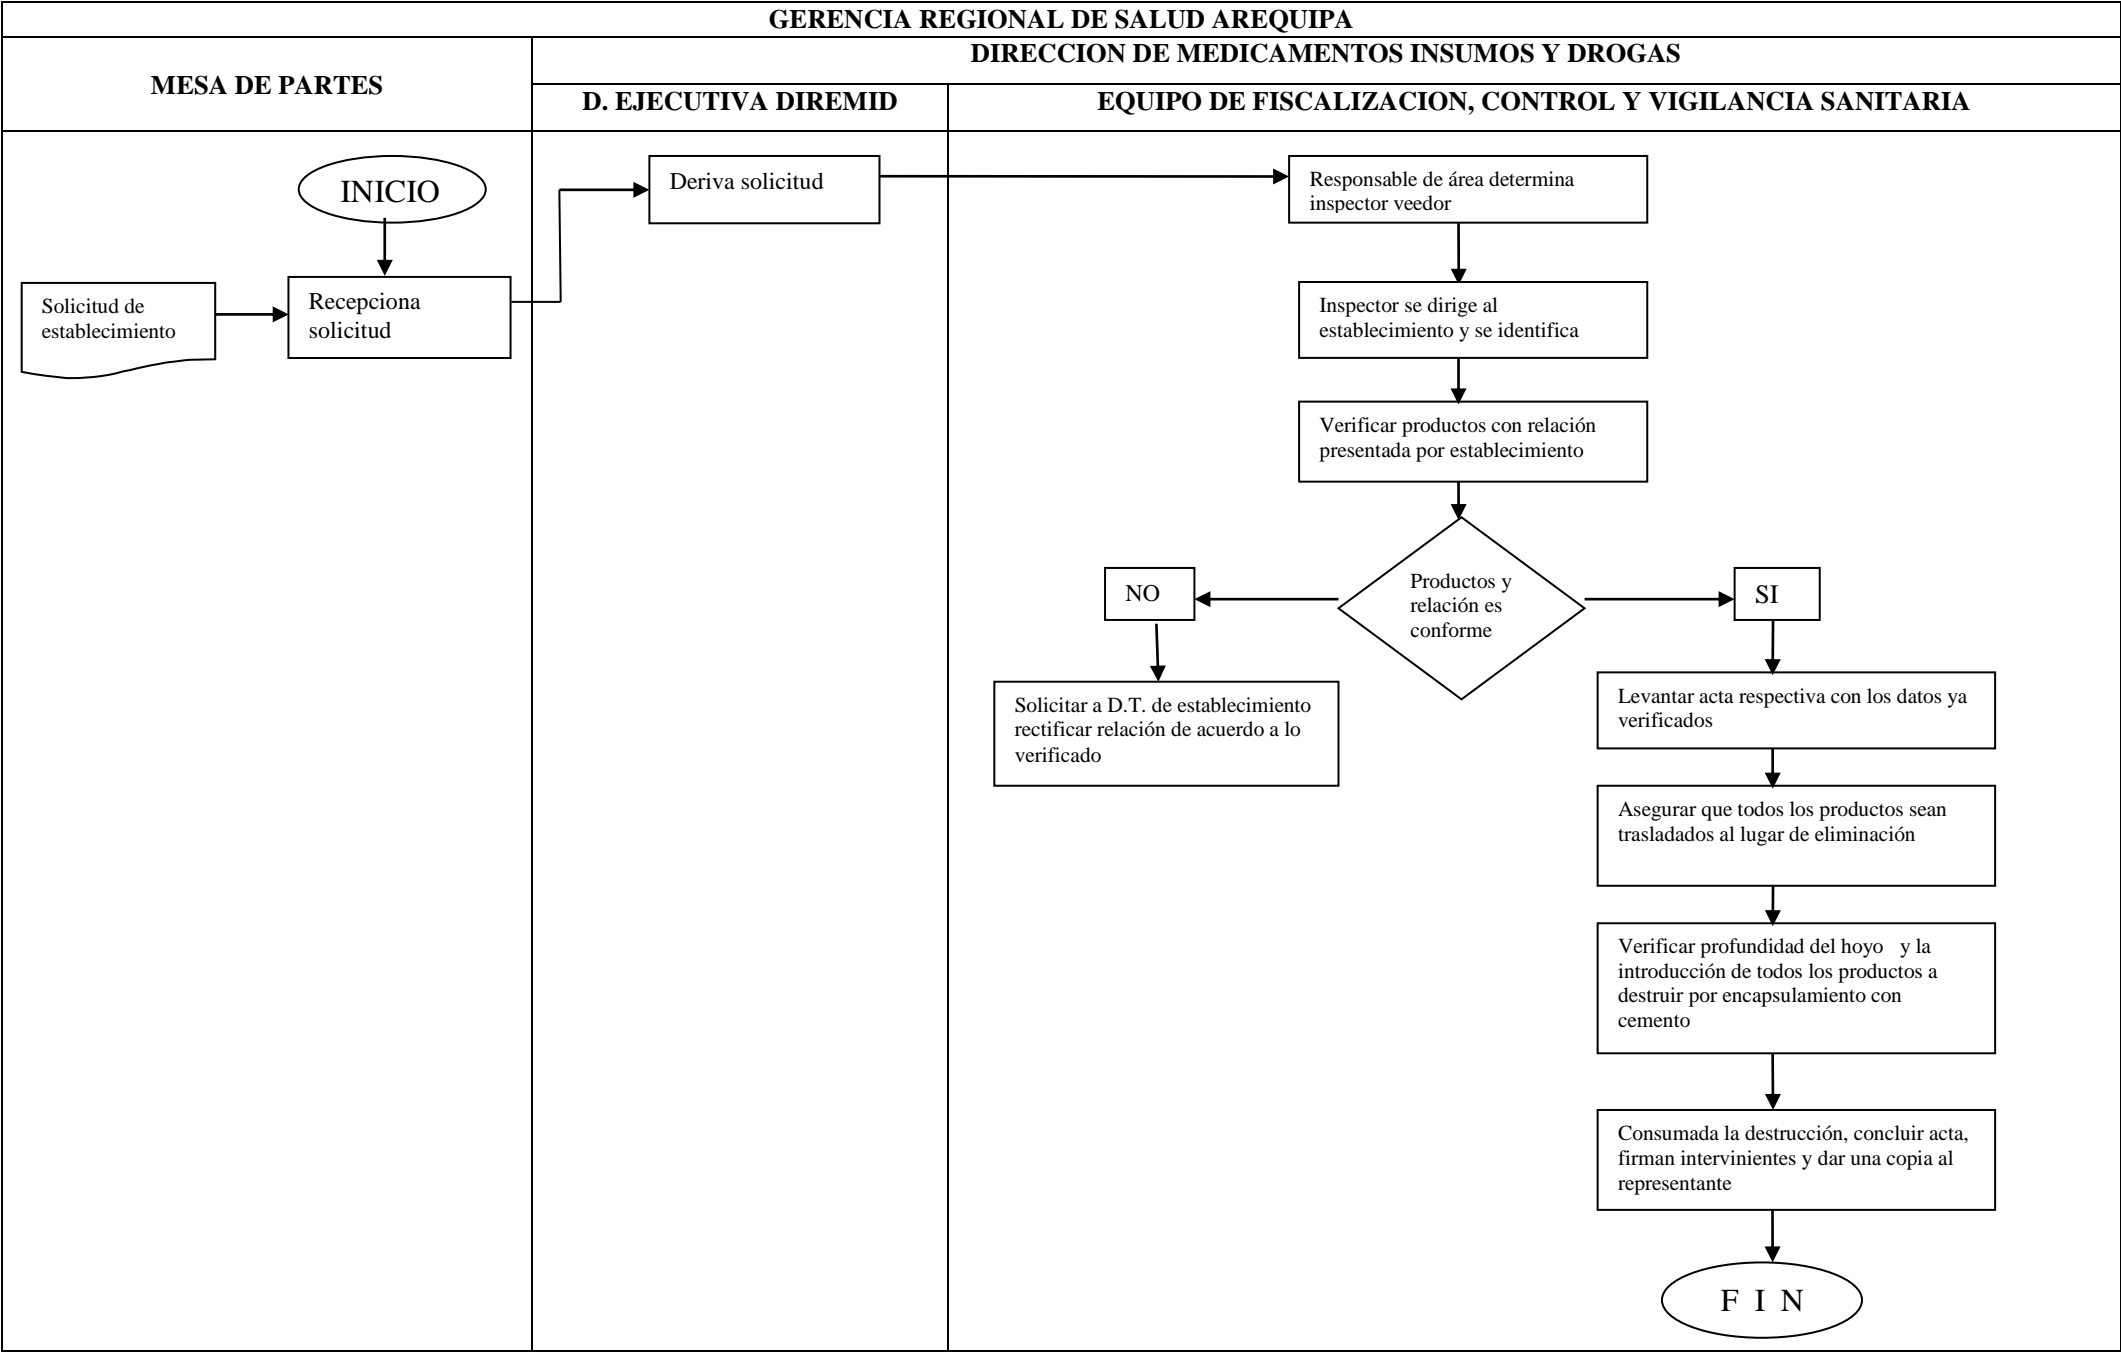 GERENCIA REGIONAL DE SALUD AREQUIPA
MESA DE PARTES
DIRECCION DE MEDICAMENTOS INSUMOS Y DROGAS
D. EJECUTIVA DIREMID
EQUIPO DE FISCALIZACION, CONTROL Y VIGILANCIA SANITARIA
INICIO
Solicitud de
establecimiento
Recepciona
solicitud
Deriva solicitud
Responsable de área determina
inspector veedor
Inspector se dirige al
establecimiento y se identifica
Verificar productos con relación
presentada por establecimiento
Productos y
relación es
conforme
NO
Solicitar a D.T. de establecimiento
rectificar relación de acuerdo a lo
verificado
SI
Levantar acta respectiva con los datos ya
verificados
Asegurar que todos los productos sean
trasladados al lugar de eliminación
Verificar profundidad del hoyo y la
introducción de todos los productos a
destruir por encapsulamiento con
cemento
Consumada la destrucción, concluir acta,
firman intervinientes y dar una copia al
representante
F I N